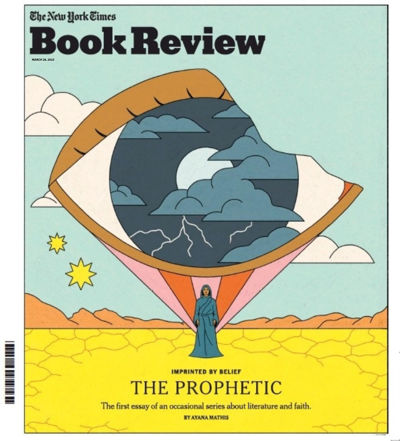 The New York Times
Book Review
IMPRINTED BY BELIEF
THE PROPHETIC
The first essay of an occasional series about literature and faith.
BY AYANA MATHIS